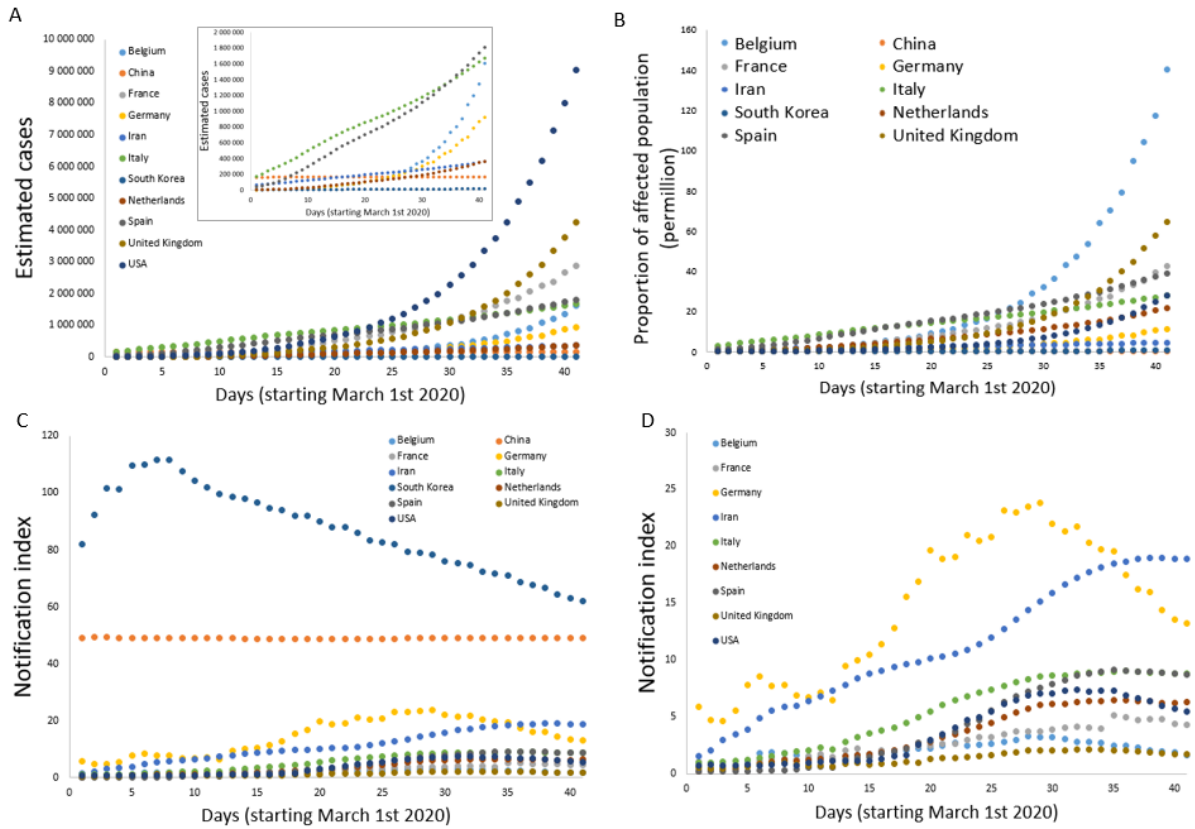 A
Estimated cases
10 000 000
9 000 000
8 000 000
7 000 000
6 000 000
5 000 000
4 000 000
3 000 000
2 000 000
1 000 000
0
Belgium
China
France
Germany
Iran
Italy
South Korea
Netherlands
Spain
United Kingdom
USA
Estimated cases
2 000 000
1 800 000
1 600 000
1 400 000
1 200 000
1 000 000
800 000
600 000
400 000
200 000
0
0 10 20 30 40
Days (starting March 1st 2020)
0 5 10 15 20 25 30 35 40
Days (starting March 1st 2020)
B
Proportion of affected population
(permillion)
160
140
120
100
80
60
40
20
0
Belgium China
France Germany
Iran Italy
South Korea Netherlands
Spain United Kingdom
0 5 10 15 20 25 30 35 40
Days (starting March 1st 2020)
C
Notification index
120
100
80
60
40
20
0
Belgium China
France Germany
Iran Italy
South Korea Netherlands
Spain United Kingdom
USA
0 5 10 15 20 25 30 35 40
Days (starting March 1st 2020)
D
Notification index
30
25
20
15
10
5
0
Belgium
France
Germany
Iran
Italy
Netherlands
Spain
United Kingdom
USA
0 5 10 15 20 25 30 35 40
Days (starting March 1st 2020)